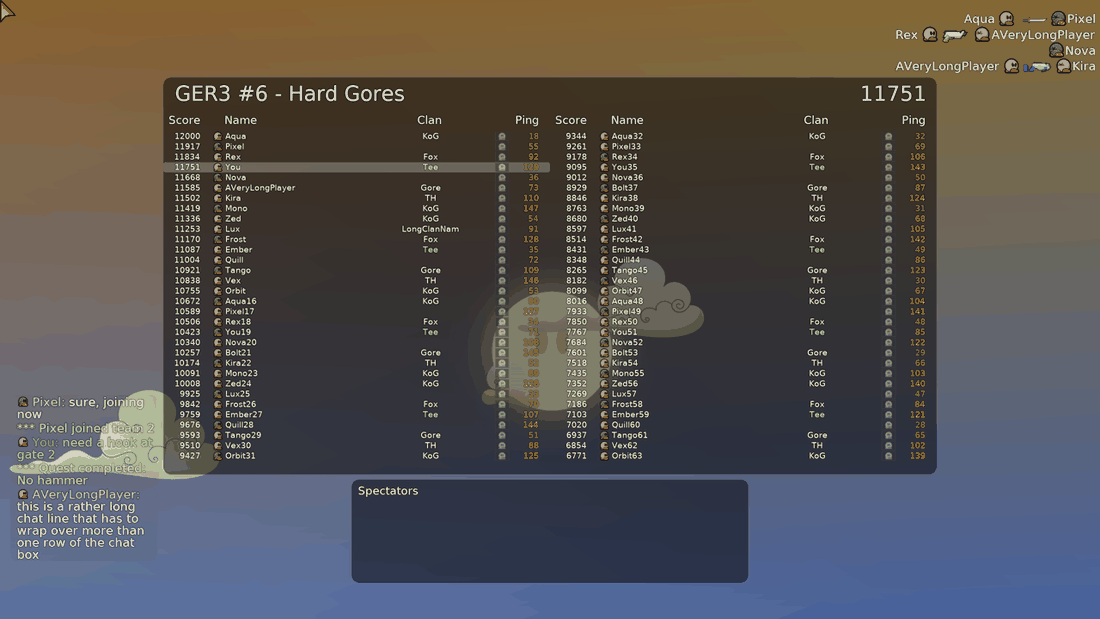 Aqua Pixel
Rex AVeryLongPlayer
Nova
AVeryLongPlayer Kira
GER3 #6 - Hard Gores 11751
Score Name Clan Ping Score Name Clan Ping
12000 Aqua KoG 18 9344 Aqua32 KoG 32
11917 Pixel 55 9261 Pixel33 69
11834 Rex Fox 92 9178 Rex34 Fox 106
11751 You Tee 9095 You35 Tee 143
11668 Nova 36 9012 Nova36 50
11585 AVeryLongPlayer Gore 73 8929 Bolt37 Gore 87
11502 Kira TH 110 8846 Kira38 TH 124
11419 Mono KoG 147 8763 Mono39 KoG 31
11336 Zed KoG 54 8680 Zed40 KoG 68
11253 Lux LongClanNam 91 8597 Lux41 105
11170 Frost Fox 128 8514 Frost42 Fox 142
11087 Ember Tee 35 8431 Ember43 Tee 49
11004 Quill 72 8348 Quill44 86
10921 Tango Gore 109 8265 Tango45 Gore 123
10838 Vex TH 146 8182 Vex46 TH 30
10755 Orbit KoG 53 8099 Orbit47 KoG 67
10672 Aqua16 KoG 8016 Aqua48 KoG 104
10589 Pixel17 7933 Pixel49 141
10506 Rex18 Fox 7850 Rex50 Fox 48
10423 You19 Tee 7767 You51 Tee 85
10340 Nova20 7684 Nova52 122
10257 Bolt21 Gore 7601 Bolt53 Gore 29
10174 Kira22 TH 7518 Kira54 TH 66
10091 Mono23 KoG 7435 Mono55 KoG 103
10008 Zed24 KoG 7352 Zed56 KoG 140
9925 Lux25 7269 Lux57 47
9842 Frost26 Fox 7186 Frost58 Fox 84
9759 Ember27 Tee 107 7103 Ember59 Tee 121
9676 Quill28 144 7020 Quill60 28
9593 Tango29 Gore 51 6937 Tango61 Gore 65
9510 Vex30 TH 88 6854 Vex62 TH 102
9427 Orbit31 KoG 125 6771 Orbit63 KoG 139
Pixel: sure, joining
now
*** Pixel joined team 2
You: need a hook at
gate 2
*** Quest completed:
No hammer
AVeryLongPlayer:
this is a rather long
chat line that has to
wrap over more than
one row of the chat
box
Spectators